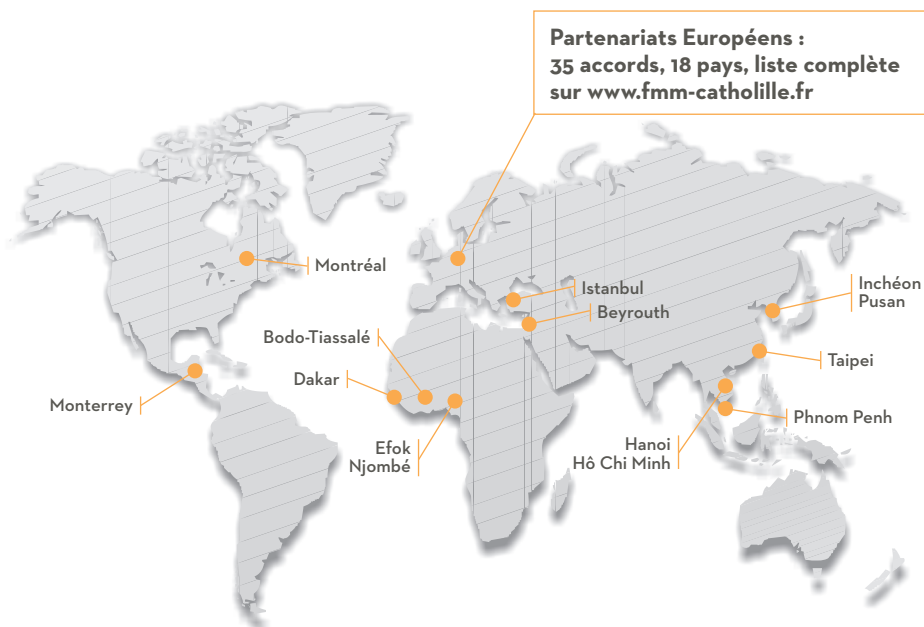 Partenariats Européens :
35 accords, 18 pays, liste complète
sur www.fmm-catholille.fr
Montréal
Istanbul
Beyrouth
Inchéon
Pusan
Bodo-Tiassalé
Taipei
Dakar
Monterrey
Phnom Penh
Efok
Njombé
Hanoi
Hô Chi Minh